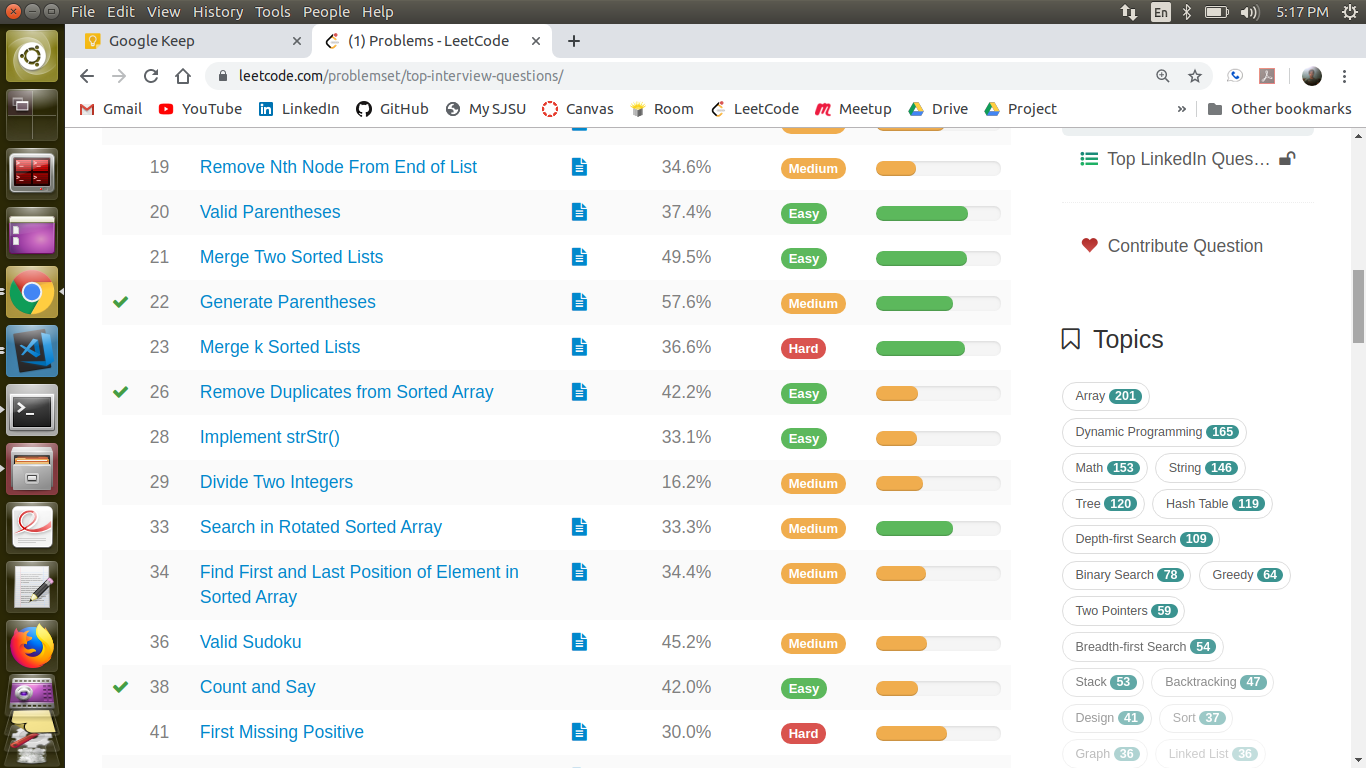 File Edit View History Tools People Help
En
5:17 PM
Google Keep
(1) Problems - LeetCode
leetcode.com/problemset/top-interview-questions/
Gmail YouTube LinkedIn GitHub My SJSU Canvas Room LeetCode Meetup Drive Project » Other bookmarks
19 Remove Nth Node From End of List 34.6% Medium
20 Valid Parentheses 37.4% Easy
21 Merge Two Sorted Lists 49.5% Easy
22 Generate Parentheses 57.6% Medium
23 Merge k Sorted Lists 36.6% Hard
26 Remove Duplicates from Sorted Array 42.2% Easy
28 Implement strStr() 33.1% Easy
29 Divide Two Integers 16.2% Medium
33 Search in Rotated Sorted Array 33.3% Medium
34 Find First and Last Position of Element in 34.4% Medium
Sorted Array
36 Valid Sudoku 45.2% Medium
38 Count and Say 42.0% Easy
41 First Missing Positive 30.0% Hard
Top LinkedIn Ques...
Contribute Question
Topics
Array 201
Dynamic Programming 165
Math 153 String 146
Tree 120 Hash Table 119
Depth-first Search 109
Binary Search 78 Greedy 64
Two Pointers 59
Breadth-first Search 54
Stack 53 Backtracking 47
Design 41 Sort 37
Graph 36 Linked List 36